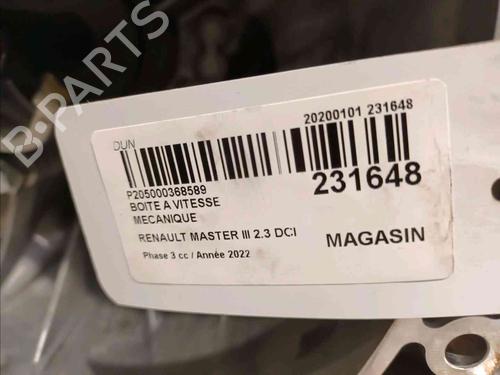 DUN
20200101 231648
P205000368589
BOITE A VITESSE
MECANIQUE
231648
RENAULT MASTER III 2.3 DCI
MAGASIN
Phase 3 cc / Année 2022
B-PARTS